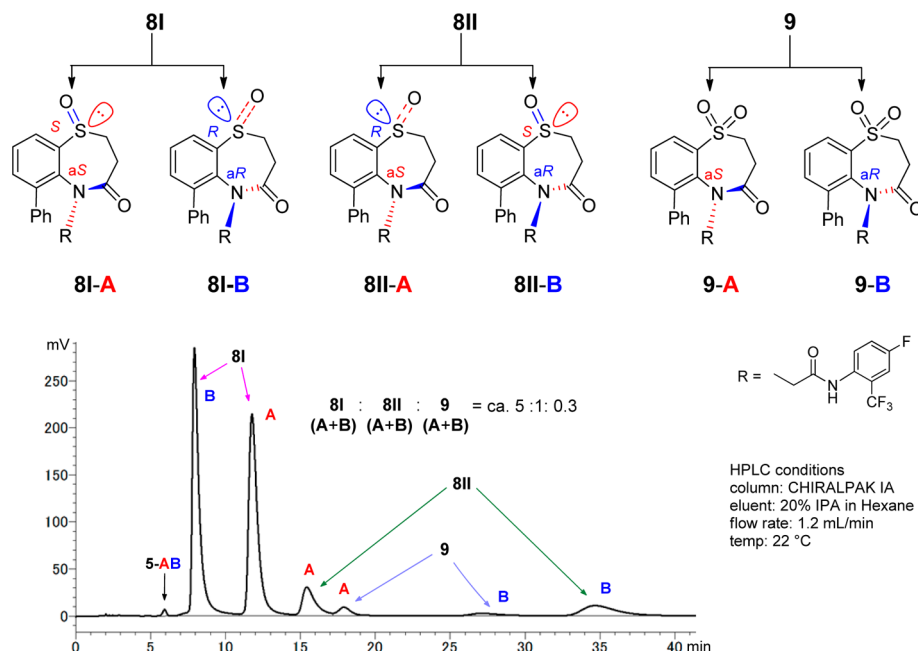 8I 8II 9
O S S aS N O Ph R
O S R aR N O Ph R
O S R aS N O Ph R
O S S aR N O Ph R
O O S aS N O Ph R
O O S aR N O Ph R
8I-A 8I-B 8II-A 8II-B 9-A 9-B
mV
250
200
150
100
50
0
0 5 10 15 20 25 30 35 40 min
5-AB
8I
B
A
8I : 8II : 9 = ca. 5 :1: 0.3
(A+B) (A+B) (A+B)
8II
9
A
A
B
B
R =
O
N
H
F
CF3
HPLC conditions
column: CHIRALPAK IA
eluent: 20% IPA in Hexane
flow rate: 1.2 mL/min
temp: 22 °C